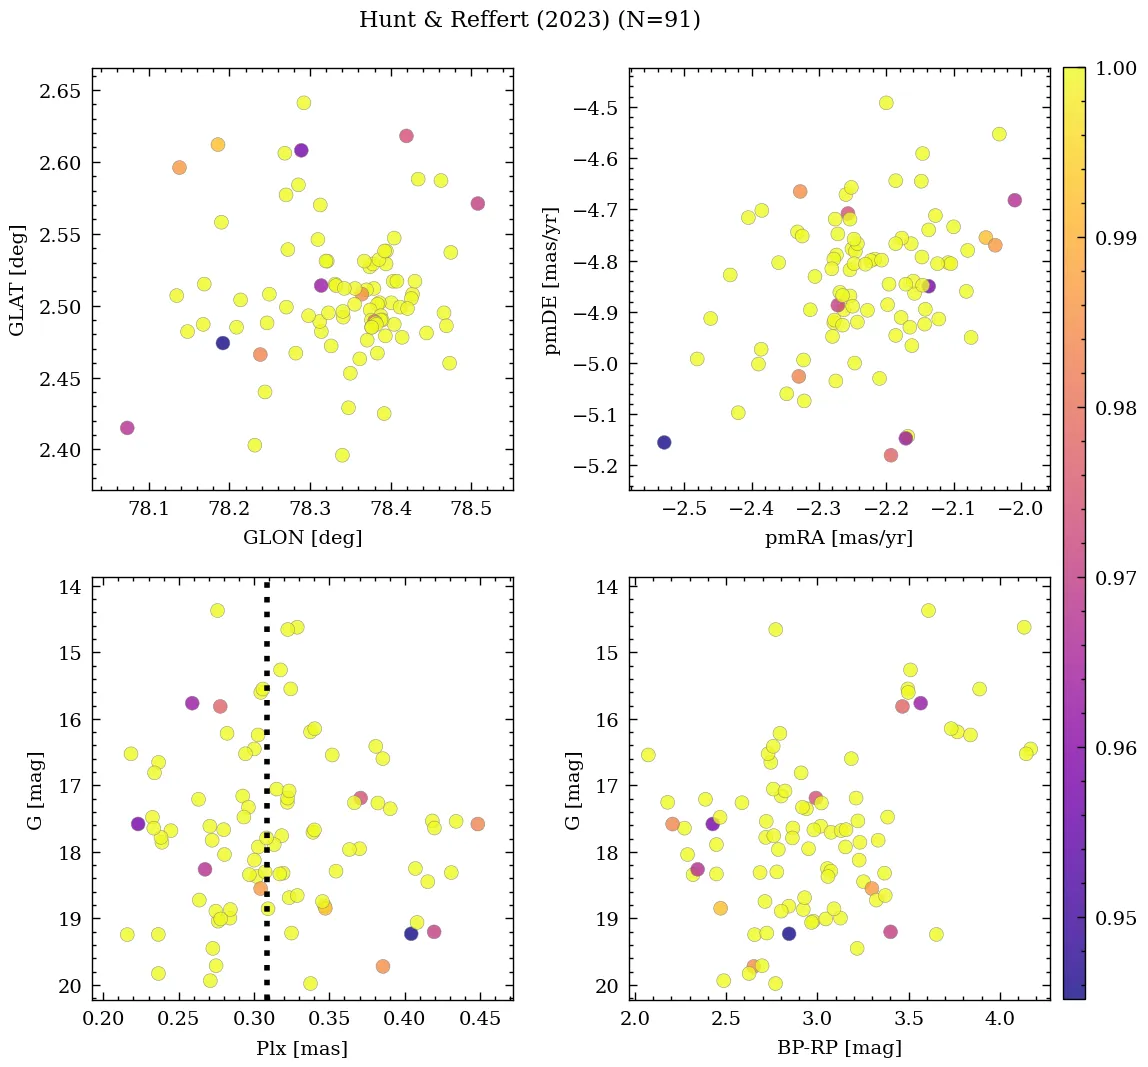 Hunt & Reffert (2023) (N=91)
2.65
2.60
2.55
2.50
2.45
2.40
GLAT [deg]
78.1 78.2 78.3 78.4 78.5
GLON [deg]
−4.5
−4.6
−4.7
−4.8
−4.9
−5.0
−5.1
−5.2
pmDE [mas/yr]
−2.5 −2.4 −2.3 −2.2 −2.1 −2.0
pmRA [mas/yr]
1.00
0.99
0.98
0.97
0.96
0.95
14
15
16
17
18
19
20
G [mag]
0.20 0.25 0.30 0.35 0.40 0.45
Plx [mas]
14
15
16
17
18
19
20
G [mag]
2.0 2.5 3.0 3.5 4.0
BP-RP [mag]